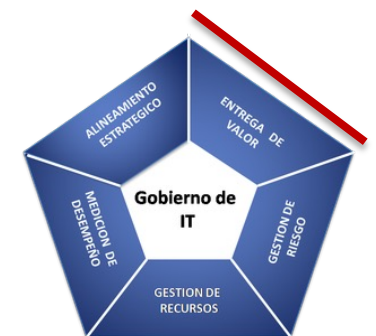 ALINEAMIENTO
ESTRATEGICO
ENTREGA DE
VALOR
MEDICION DE
DESEMPEÑO
Gobierno de
IT
GESTION DE
RIESGO
GESTION DE
RECURSOS